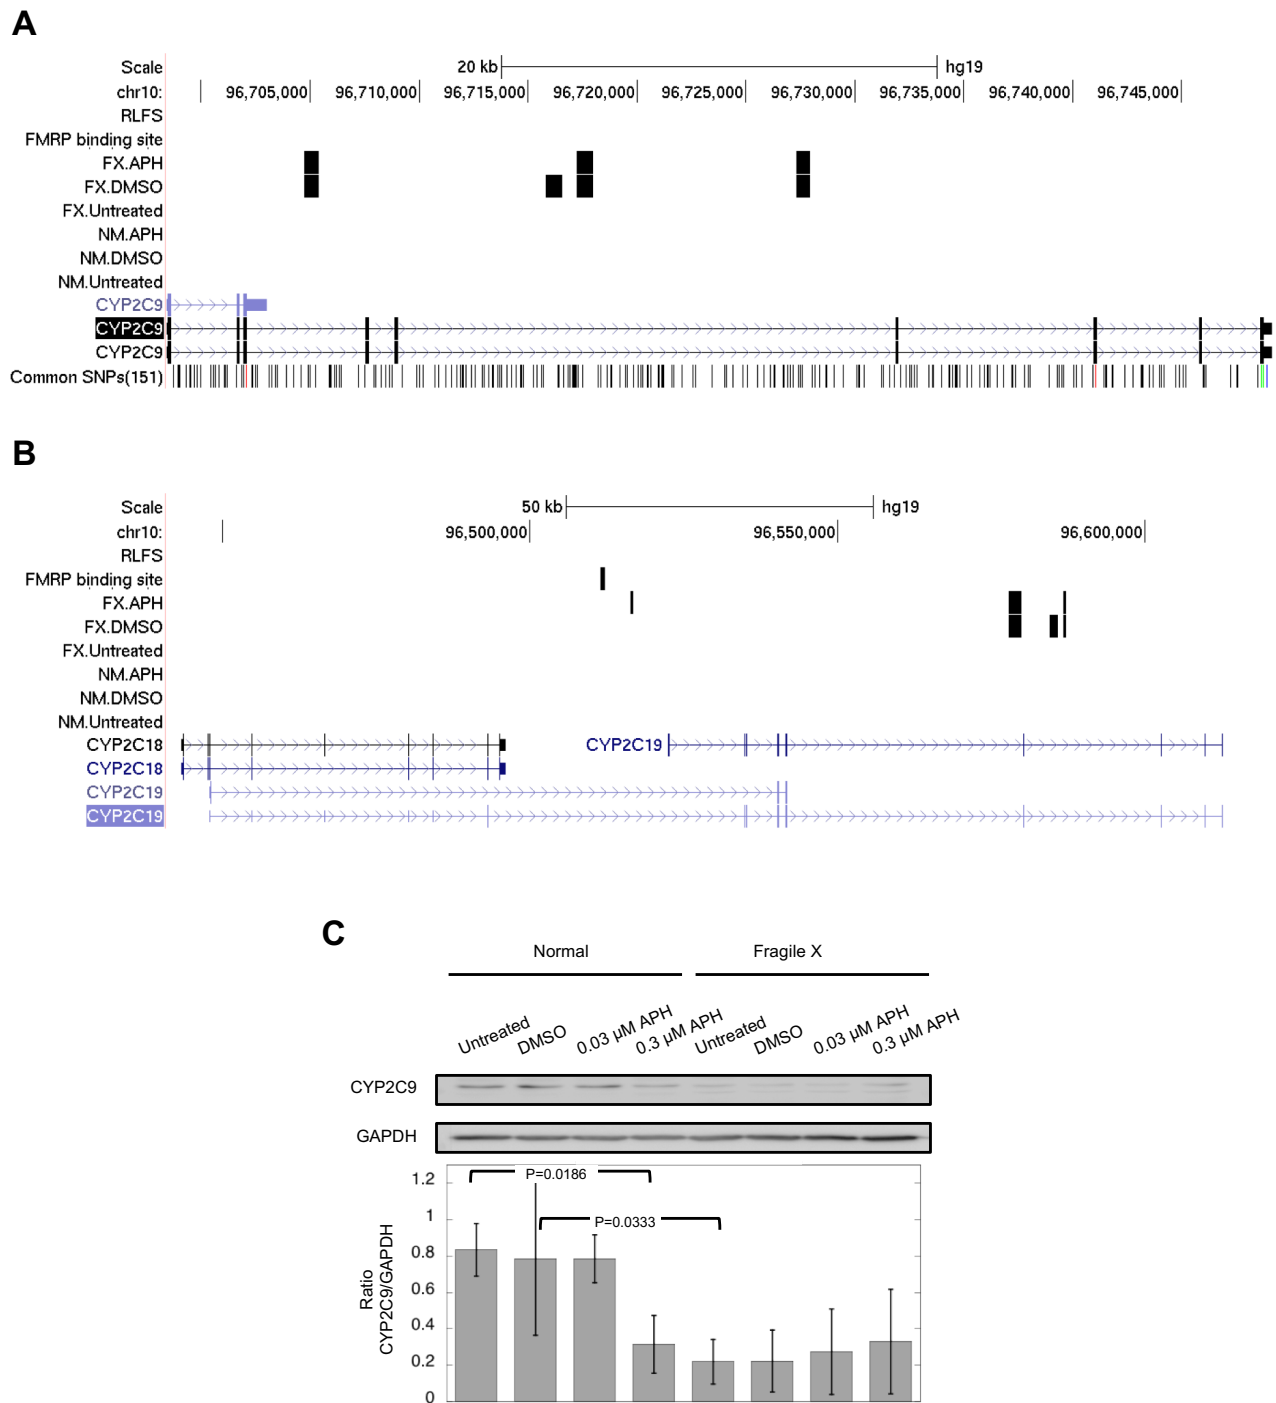 A
Scale 20 kb hg19
chr10: 96,705,000 96,710,000 96,715,000 96,720,000 96,725,000 96,730,000 96,735,000 96,740,000 96,745,000
RLFS
FMRP binding site
FX.APH
FX.DMSO
FX.Untreated
NM.APH
NM.DMSO
NM.Untreated
CYP2C9
CYP2C9
CYP2C9
Common SNPs(151)
B
Scale 50 kb hg19
chr10: 96,500,000 96,550,000 96,600,000
RLFS
FMRP binding site
FX.APH
FX.DMSO
FX.Untreated
NM.APH
NM.DMSO
NM.Untreated
CYP2C18 CYP2C19
CYP2C18
CYP2C19
CYP2C19
C
Normal Fragile X
Untreated DMSO 0.03 µM APH 0.3 µM APH Untreated DMSO 0.03 µM APH 0.3 µM APH
CYP2C9
GAPDH
P=0.0186
P=0.0333
Ratio
CYP2C9/GAPDH
1.2
1
0.8
0.6
0.4
0.2
0